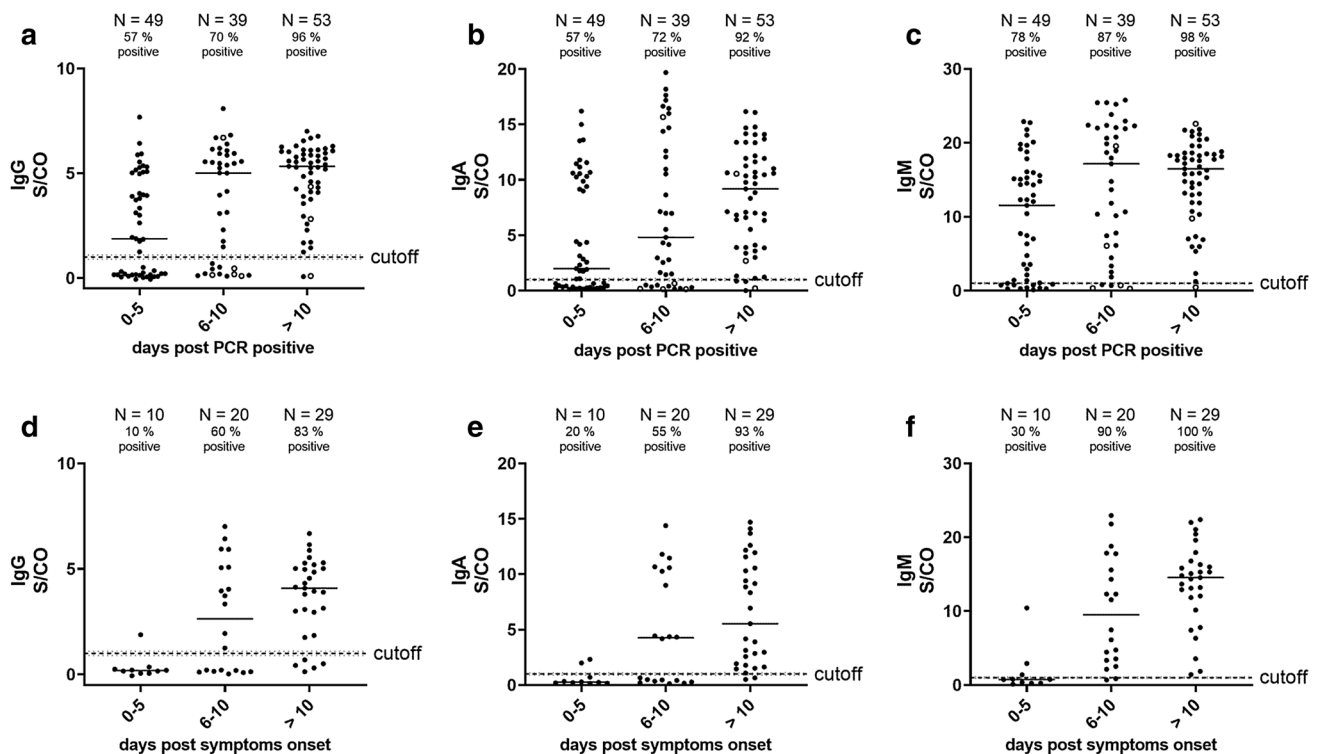 a
N = 49 N = 39 N = 53
57 % 70 % 96 %
positive positive positive
10
5
0
IgG
S/CO
cutoff
0-5 6-10 > 10
days post PCR positive
b
N = 49 N = 39 N = 53
57 % 72 % 92 %
positive positive positive
20
15
10
5
0
IgA
S/CO
cutoff
0-5 6-10 > 10
days post PCR positive
c
N = 49 N = 39 N = 53
78 % 87 % 98 %
positive positive positive
30
20
10
0
IgM
S/CO
cutoff
0-5 6-10 > 10
days post PCR positive
d
N = 10 N = 20 N = 29
10 % 60 % 83 %
positive positive positive
10
5
0
IgG
S/CO
cutoff
0-5 6-10 > 10
days post symptoms onset
e
N = 10 N = 20 N = 29
20 % 55 % 93 %
positive positive positive
20
15
10
5
0
IgA
S/CO
cutoff
0-5 6-10 > 10
days post symptoms onset
f
N = 10 N = 20 N = 29
30 % 90 % 100 %
positive positive positive
30
20
10
0
IgM
S/CO
cutoff
0-5 6-10 > 10
days post symptoms onset